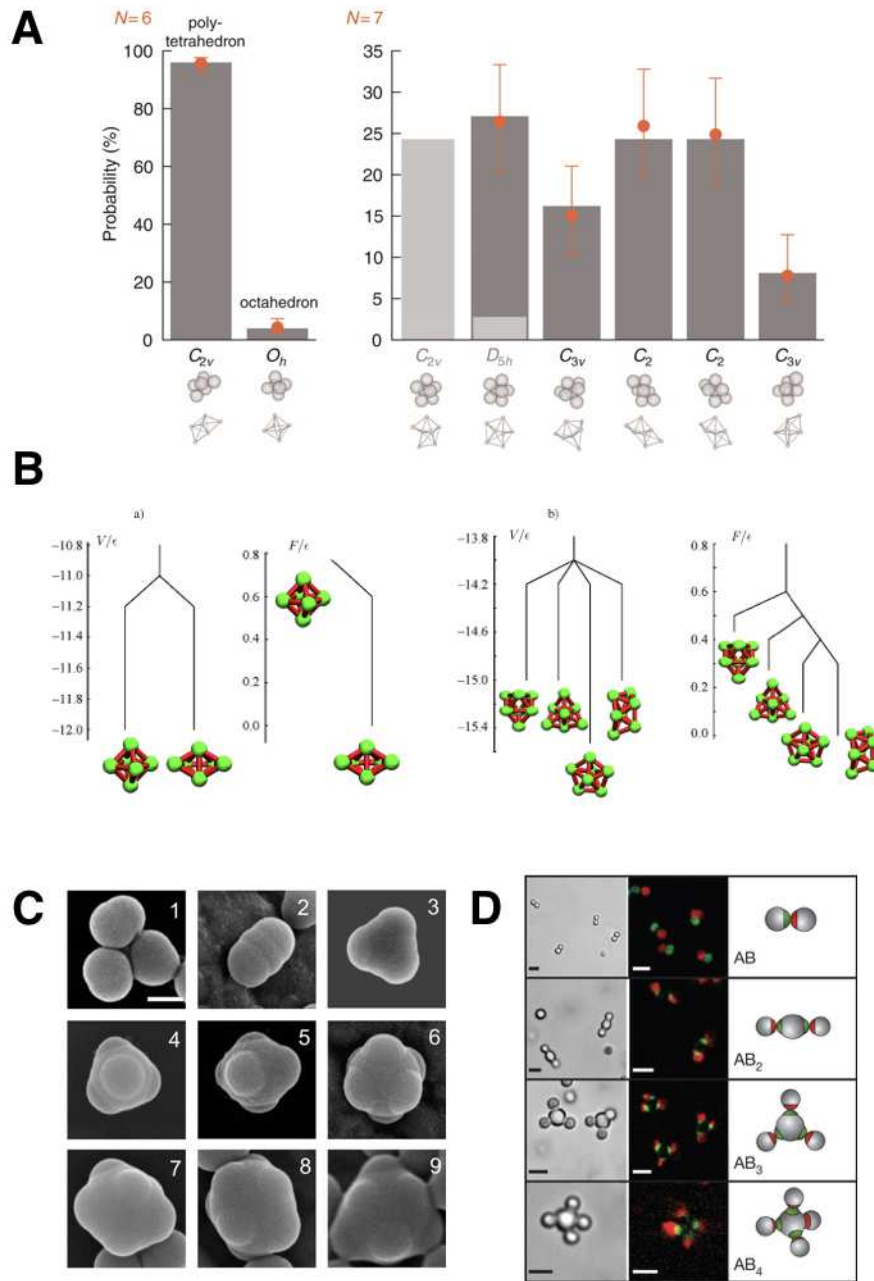 A
N=6
N=7
poly-
tetrahedron
octahedron
Probability (%)
100
80
60
40
20
0
35
30
25
20
15
10
5
0
C2v
Oh
C2v
D5h
C3v
C2
C2
C3v
B
a)
b)
V/ϵ
F/ϵ
V/ϵ
F/ϵ
−10.8
−11.0
−11.2
−11.4
−11.6
−11.8
−12.0
0.8
0.6
0.4
0.2
0.0
−13.8
−14.2
−14.6
−15.0
−15.4
0.8
0.6
0.4
0.2
0.0
C
1
2
3
4
5
6
7
8
9
D
AB
AB2
AB3
AB4